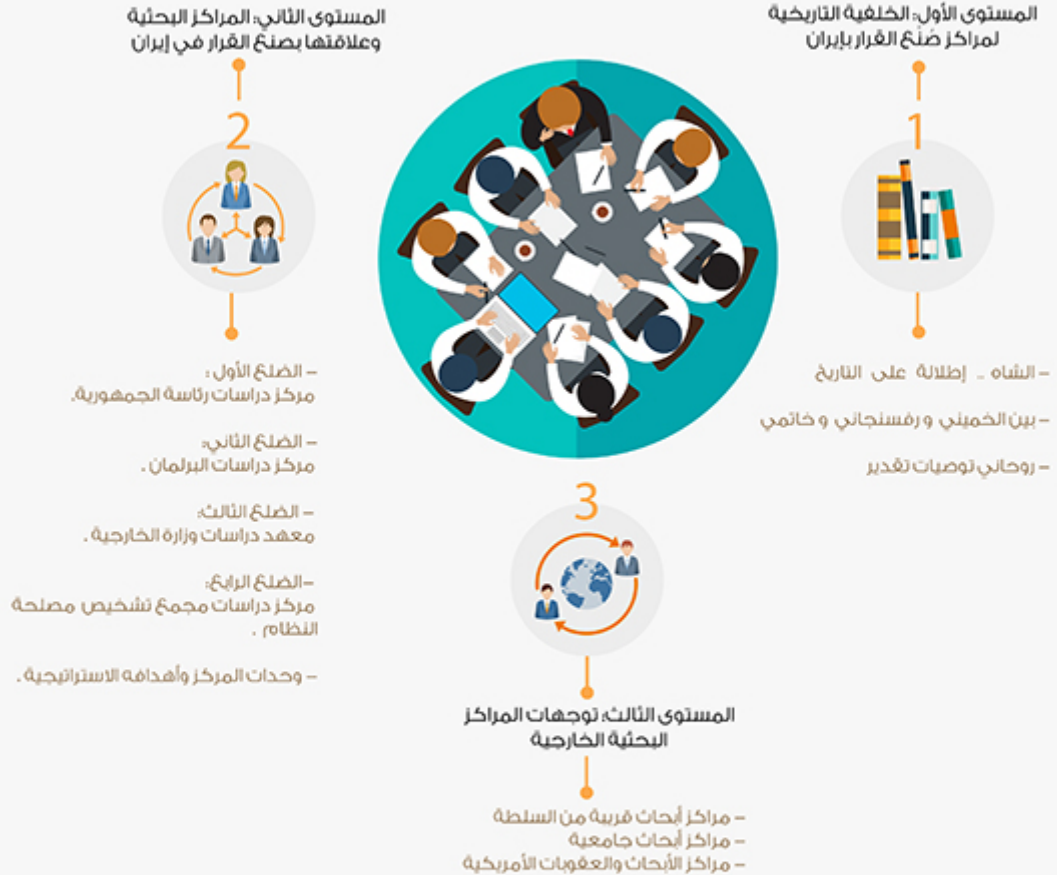 المستوى الأول: الخلفية التاريخية
لمراكز صُنْع القرار بإيران
1
– الشاه .. إطلالة على التاريخ
– بين الخميني و رفسنجاني و خاتمي
– روحاني توصيات تقدير
المستوى الثاني: المراكز البحثية
وعلاقتها بصنع القرار في إيران
2
– الضلع الأول :
مركز دراسات رئاسة الجمهورية.
– الضلع الثاني:
مركز دراسات البرلمان .
– الضلع الثالث:
معهد دراسات وزارة الخارجية .
–الضلع الرابع:
مركز دراسات مجمع تشخيص مصلحة
النظام .
– وحدات المركز وأهدافه الاستراتيجية .
3
المستوى الثالث: توجهات المراكز
البحثية الخارجية
– مراكز أبحاث قريبة من السلطة
– مراكز أبحاث جامعية
– مراكز الأبحاث والعقوبات الأمريكية